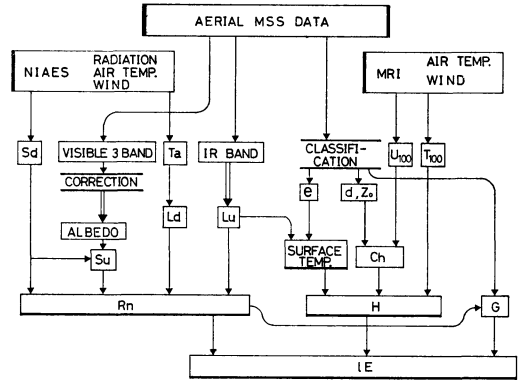 AERIAL MSS DATA
NIAES RADIATION AIR TEMP. WIND
MRI AIR TEMP. WIND
Sd
VISIBLE 3 BAND
Ta
IR BAND
CLASSIFI-
CATION
U100
T100
CORRECTION
e
d, Zo
ALBEDO
Ld
Lu
Su
SURFACE
TEMP.
Ch
Rn
H
G
lE